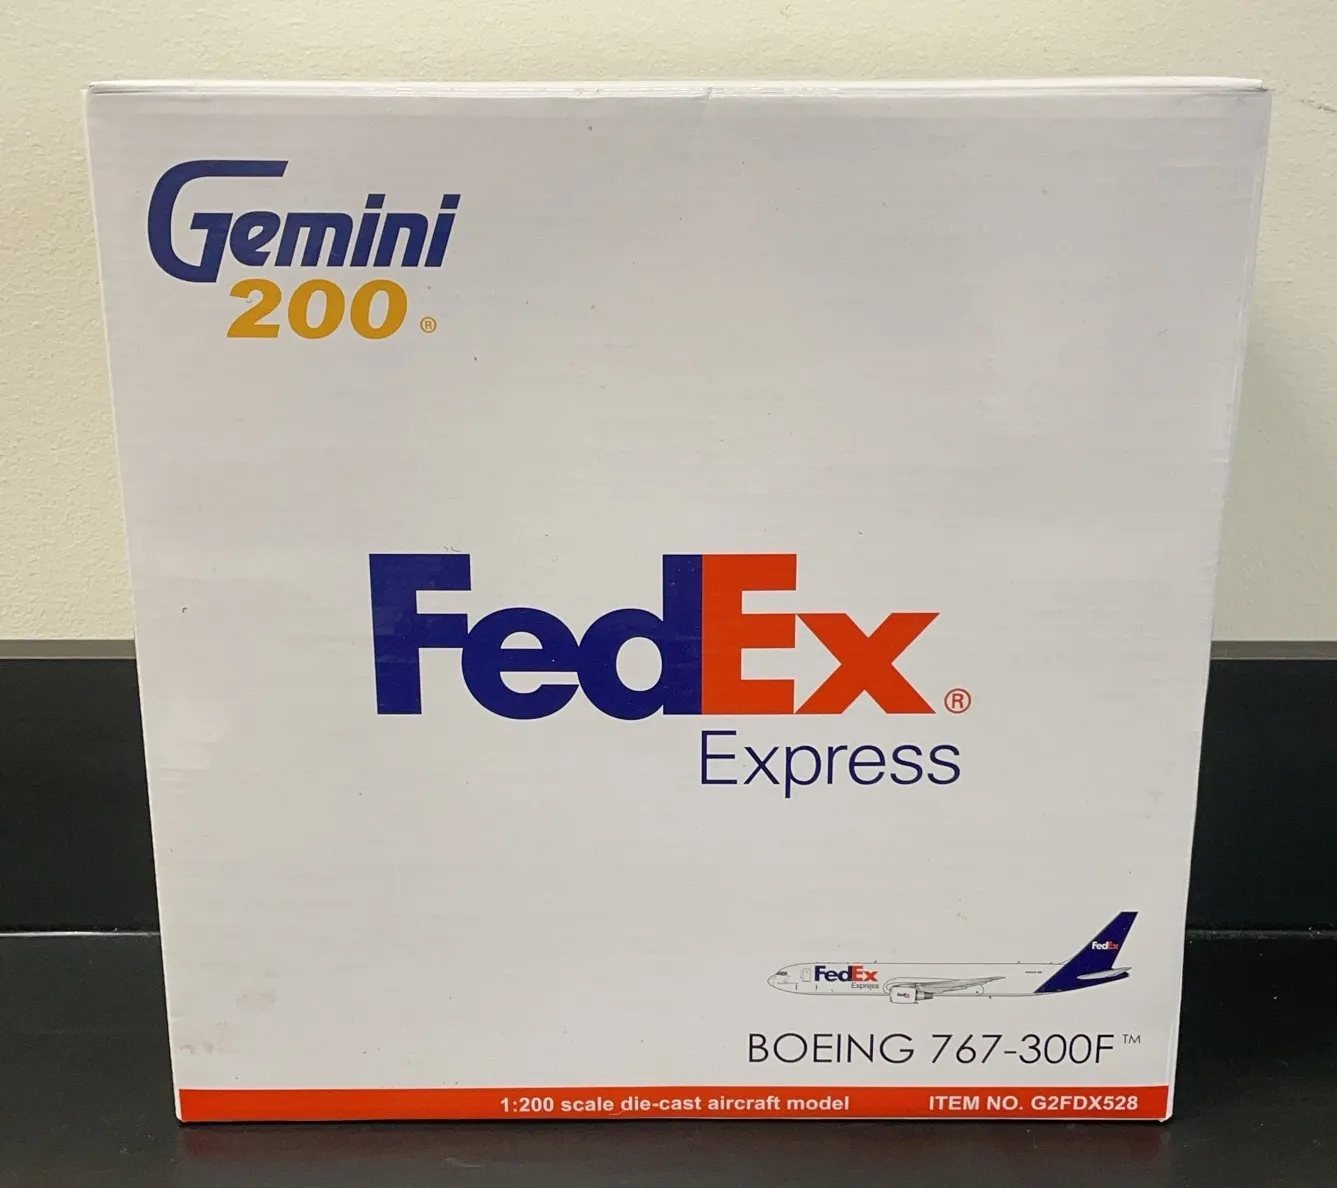 Gemini
200 ®
FedEx ®
Express
FedEx
FedEx
Express
BOEING 767-300F™
1:200 scale die-cast aircraft model ITEM NO. G2FDX528